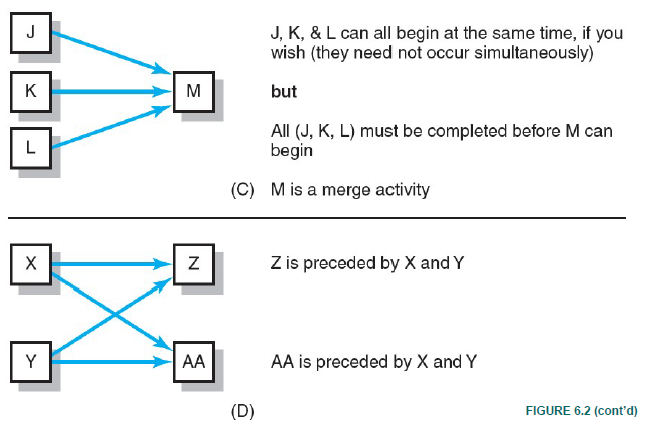 J
J, K, & L can all begin at the same time, if you
wish (they need not occur simultaneously)
K
M
but
L
All (J, K, L) must be completed before M can
begin
(C) M is a merge activity
X
Z
Z is preceded by X and Y
Y
AA
AA is preceded by X and Y
(D)
FIGURE 6.2 (cont'd)